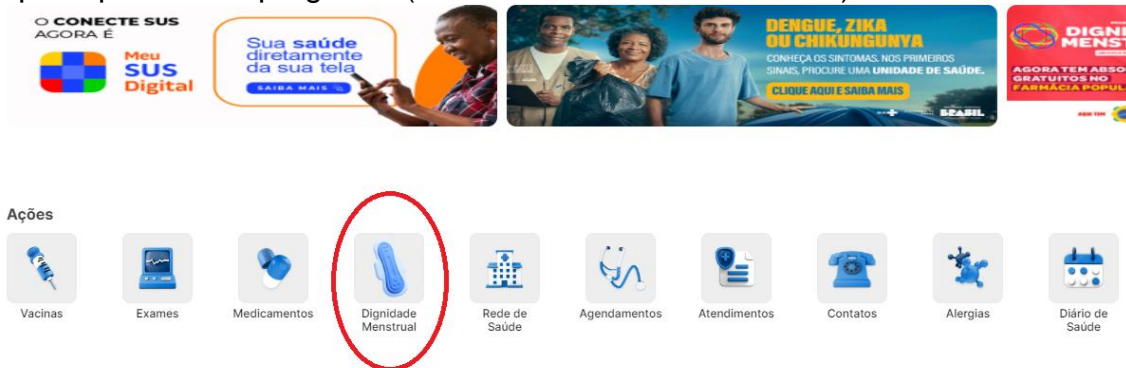 O CONECTE SUS
AGORA É
Meu
SUS
Digital
Sua saúde
diretamente
da sua tela
SAIBA MAIS
DENGUE, ZIKA
OU CHIKUNGUNYA
CONHEÇA OS SINTOMAS. NOS PRIMEIROS
SINAIS, PROCURE UMA UNIDADE DE SAÚDE.
CLIQUE AQUI E SAIBA MAIS
BRASIL
AGORA TEM
GRATUITOS NO
AQUI TEM
Ações
Vacinas
Exames
Medicamentos
Dignidade
Menstrual
Rede de
Saúde
Agendamentos
Atendimentos
Contatos
Alergias
Diário de
Saúde